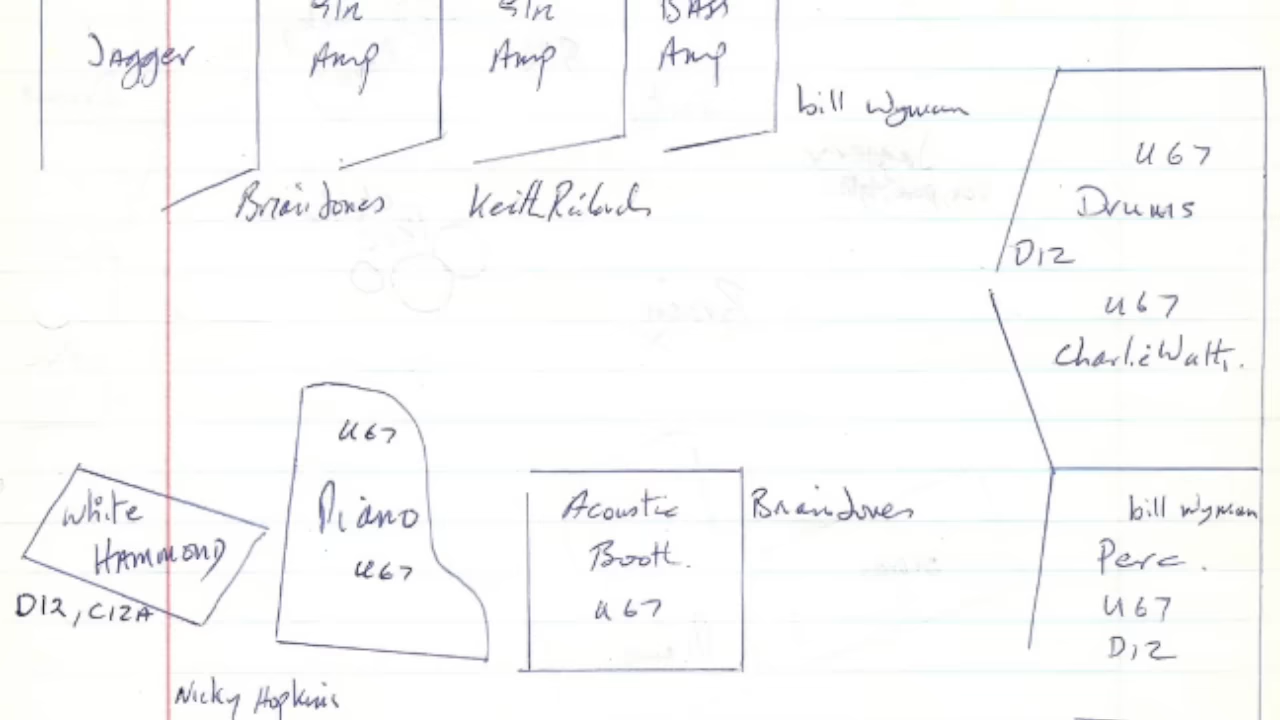 Jagger
Gtr
Amp
Gtr
Amp
BASS
Amp
bill wyman
Brian Jones
Keith Richards
U67
Drums
D12
U67
Charlie Watts.
White
HAMMOND
D12, C12A
U67
Piano
U67
Nicky Hopkins
Acoustic
Booth.
U67
Brian Jones
bill wyman
Perc.
U67
D12